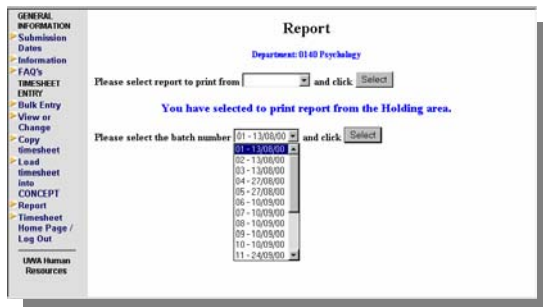 GENERAL
INFORMATION
Submission
Dates
Information
FAQ's
TIMESHEET
ENTRY
Bulk Entry
View or
Change
Copy
timesheet
Load
timesheet
into
CONCEPT
Report
Timesheet
Home Page /
Log Out
UWA Human
Resources
Report
Department: 0140 Psychology
Please select report to print from and click Select
You have selected to print report from the Holding area.
Please select the batch number 01 - 13/08/00 and click Select
01 - 13/08/00
02 - 13/08/00
03 - 13/08/00
04 - 27/08/00
05 - 27/08/00
06 - 10/09/00
07 - 10/09/00
08 - 10/09/00
09 - 10/09/00
10 - 10/09/00
11 - 24/09/00